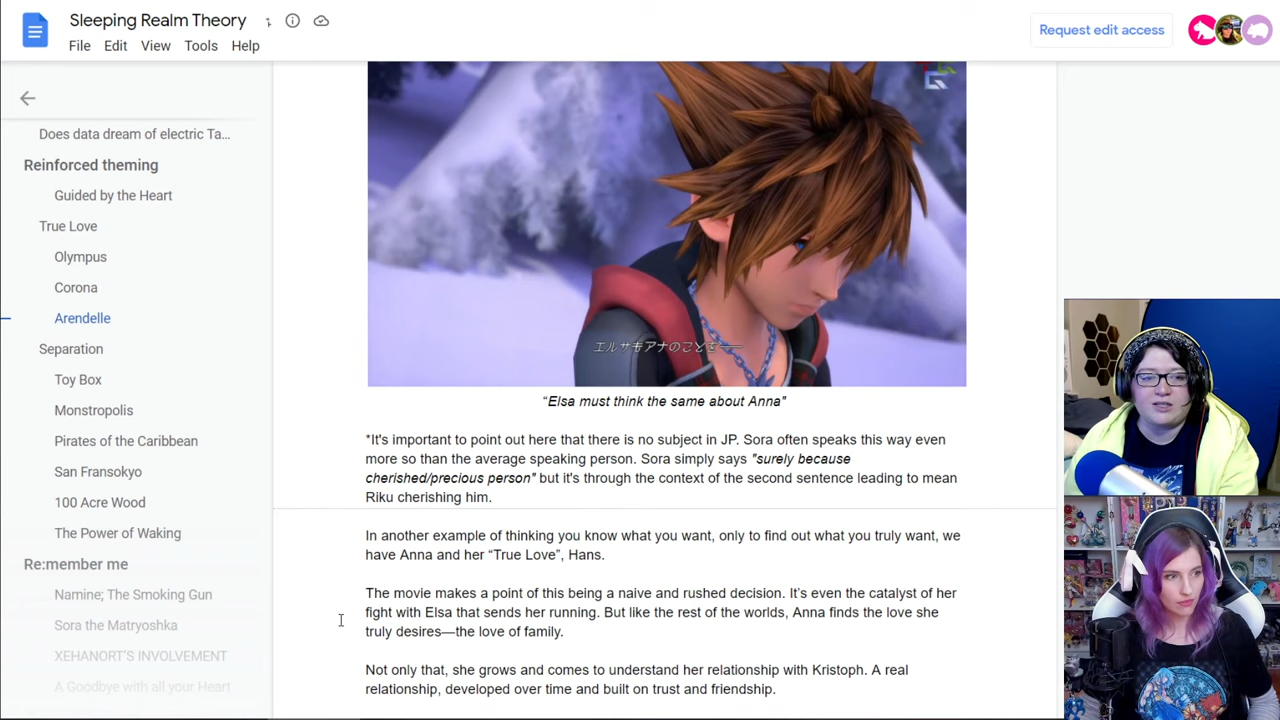 Sleeping Realm Theory
File Edit View Tools Help
Request edit access
Does data dream of electric Ta...
Reinforced theming
Guided by the Heart
True Love
Olympus
Corona
Arendelle
Separation
Toy Box
Monstropolis
Pirates of the Caribbean
San Fransokyo
100 Acre Wood
The Power of Waking
Re:member me
Namine; The Smoking Gun
Sora the Matryoshka
XEHANORT'S INVOLVEMENT
A Goodbye with all your Heart
エルサもアナのことを——
“Elsa must think the same about Anna”
*It's important to point out here that there is no subject in JP. Sora often speaks this way even
more so than the average speaking person. Sora simply says "surely because
cherished/precious person" but it's through the context of the second sentence leading to mean
Riku cherishing him.
In another example of thinking you know what you want, only to find out what you truly want, we
have Anna and her “True Love”, Hans.
The movie makes a point of this being a naive and rushed decision. It’s even the catalyst of her
fight with Elsa that sends her running. But like the rest of the worlds, Anna finds the love she
truly desires—the love of family.
Not only that, she grows and comes to understand her relationship with Kristoph. A real
relationship, developed over time and built on trust and friendship.